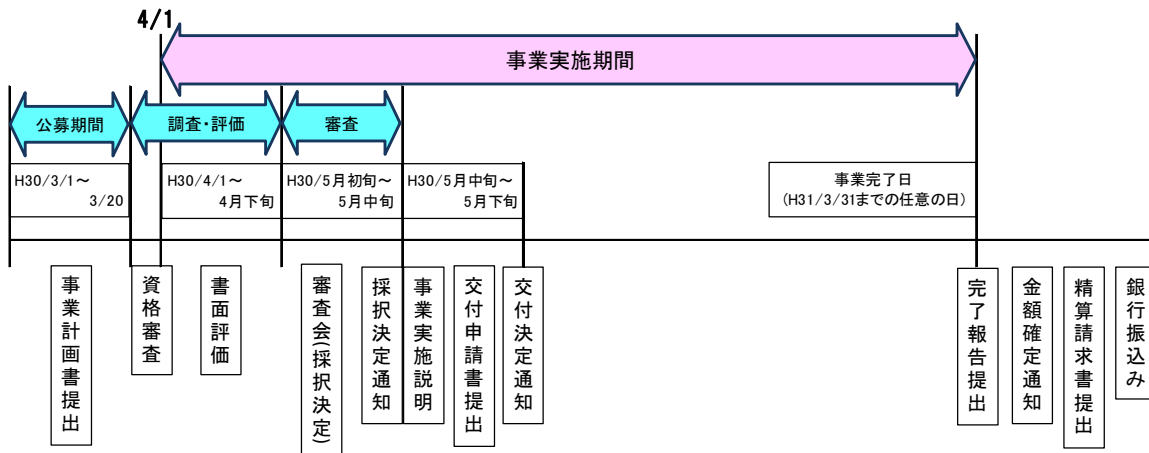 4/1
事業実施期間
公募期間
調査・評価
審査
H30/3/1～
3/20
H30/4/1～
4月下旬
H30/5月初旬～
5月中旬
H30/5月中旬～
5月下旬
事業完了日
(H31/3/31までの任意の日)
事業計画書提出
資格審査
書面評価
審査会(採択決定)
採択決定通知
事業実施説明
交付申請書提出
交付決定通知
完了報告提出
金額確定通知
精算請求書提出
銀行振込み